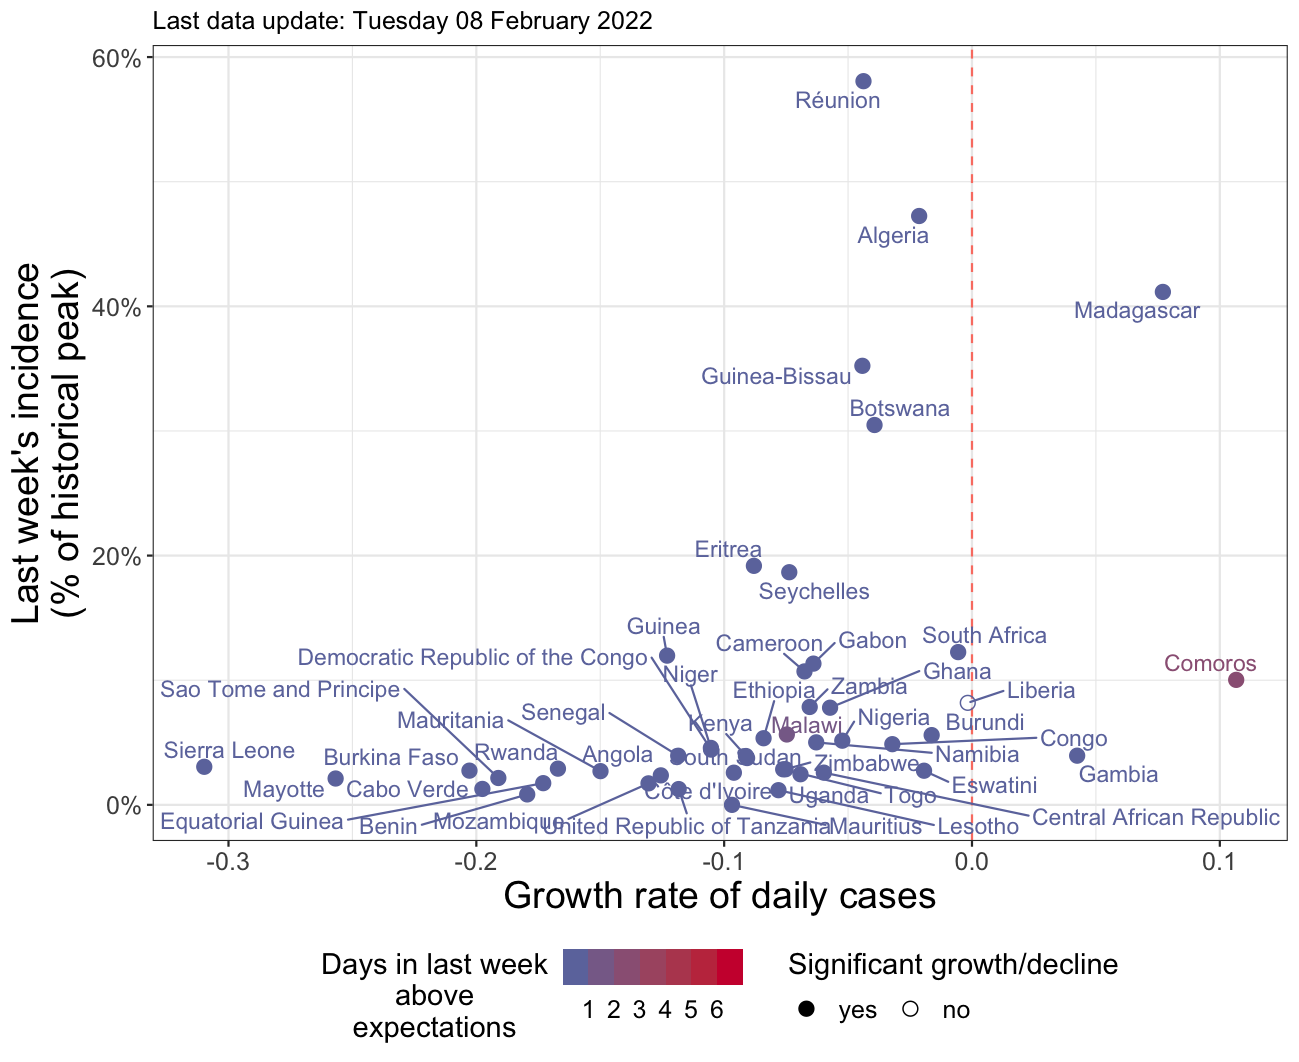 Last data update: Tuesday 08 February 2022
60%
40%
20%
0%
Last week's incidence
(% of historical peak)
Réunion
Algeria
Madagascar
Guinea-Bissau
Botswana
Eritrea
Seychelles
Guinea
Cameroon
Gabon
South Africa
Democratic Republic of the Congo
Niger
Ghana
Comoros
Sao Tome and Principe
Ethiopia
Zambia
Liberia
Mauritania
Senegal
Kenya
Malawi
Nigeria
Burundi
Congo
Sierra Leone
Burkina Faso
Rwanda
Angola
South Sudan
Zimbabwe
Namibia
Gambia
Mayotte
Cabo Verde
Côte d'Ivoire
Uganda
Togo
Eswatini
Equatorial Guinea
Benin
Mozambique
United Republic of Tanzania
Mauritius
Lesotho
Central African Republic
-0.3
-0.2
-0.1
0.0
0.1
Growth rate of daily cases
Days in last week
above
expectations
1 2 3 4 5 6
Significant growth/decline
yes
no